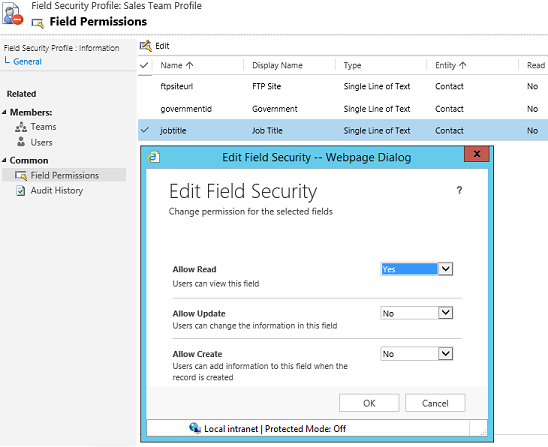 Field Security Profile: Sales Team Profile
Field Permissions
Field Security Profile : Information
General
Related
Members:
Teams
Users
Common
Field Permissions
Audit History
Edit
Name Display Name Type Entity Read
ftpsiteurl FTP Site Single Line of Text Contact No
governmentid Government Single Line of Text Contact No
jobtitle Job Title Single Line of Text Contact No
Edit Field Security -- Webpage Dialog
x
Edit Field Security
?
Change permission for the selected fields
Allow Read Yes
Users can view this field
Allow Update No
Users can change the information in this field
Allow Create No
Users can add information to this field when the
record is created
OK Cancel
Local intranet | Protected Mode: Off